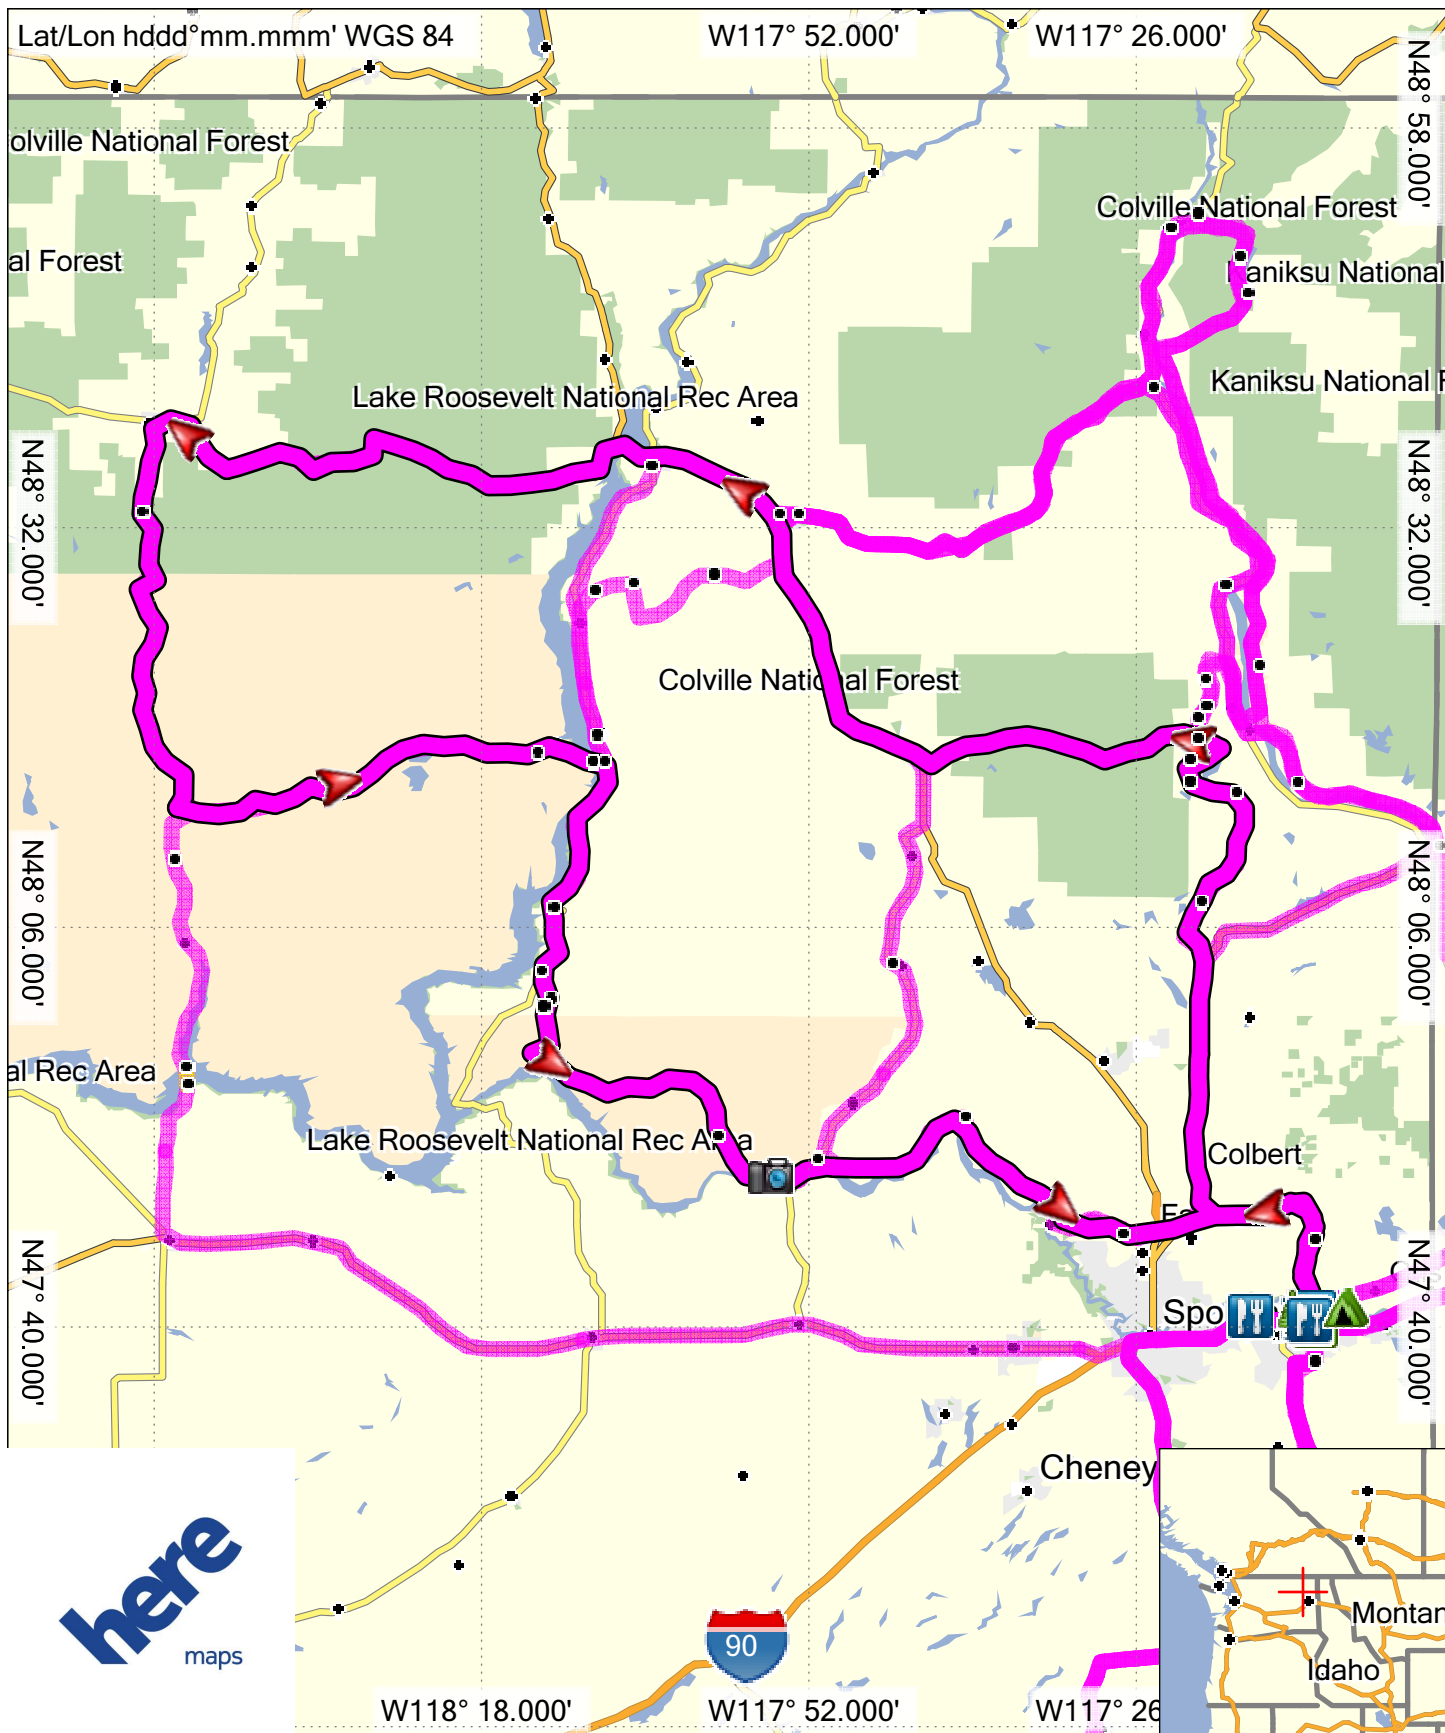 Lat/Lon hddd°mm.mmm' WGS 84
W117° 52.000'
W117° 26.000'
N48° 58.000'
olville National Forest
Colville National Forest
al Forest
aniksu National
Kaniksu National F
Lake Roosevelt National Rec Area
N48° 32.000'
N48° 32.000'
Colville National Forest
N48° 06.000'
N48° 06.000'
al Rec Area
Lake Roosevelt National Rec Area
Colbert
Fa
N47° 40.000'
N47° 40.000'
Spo
Cheney
here
maps
90
Montan
Idaho
W118° 18.000'
W117° 52.000'
W117° 26